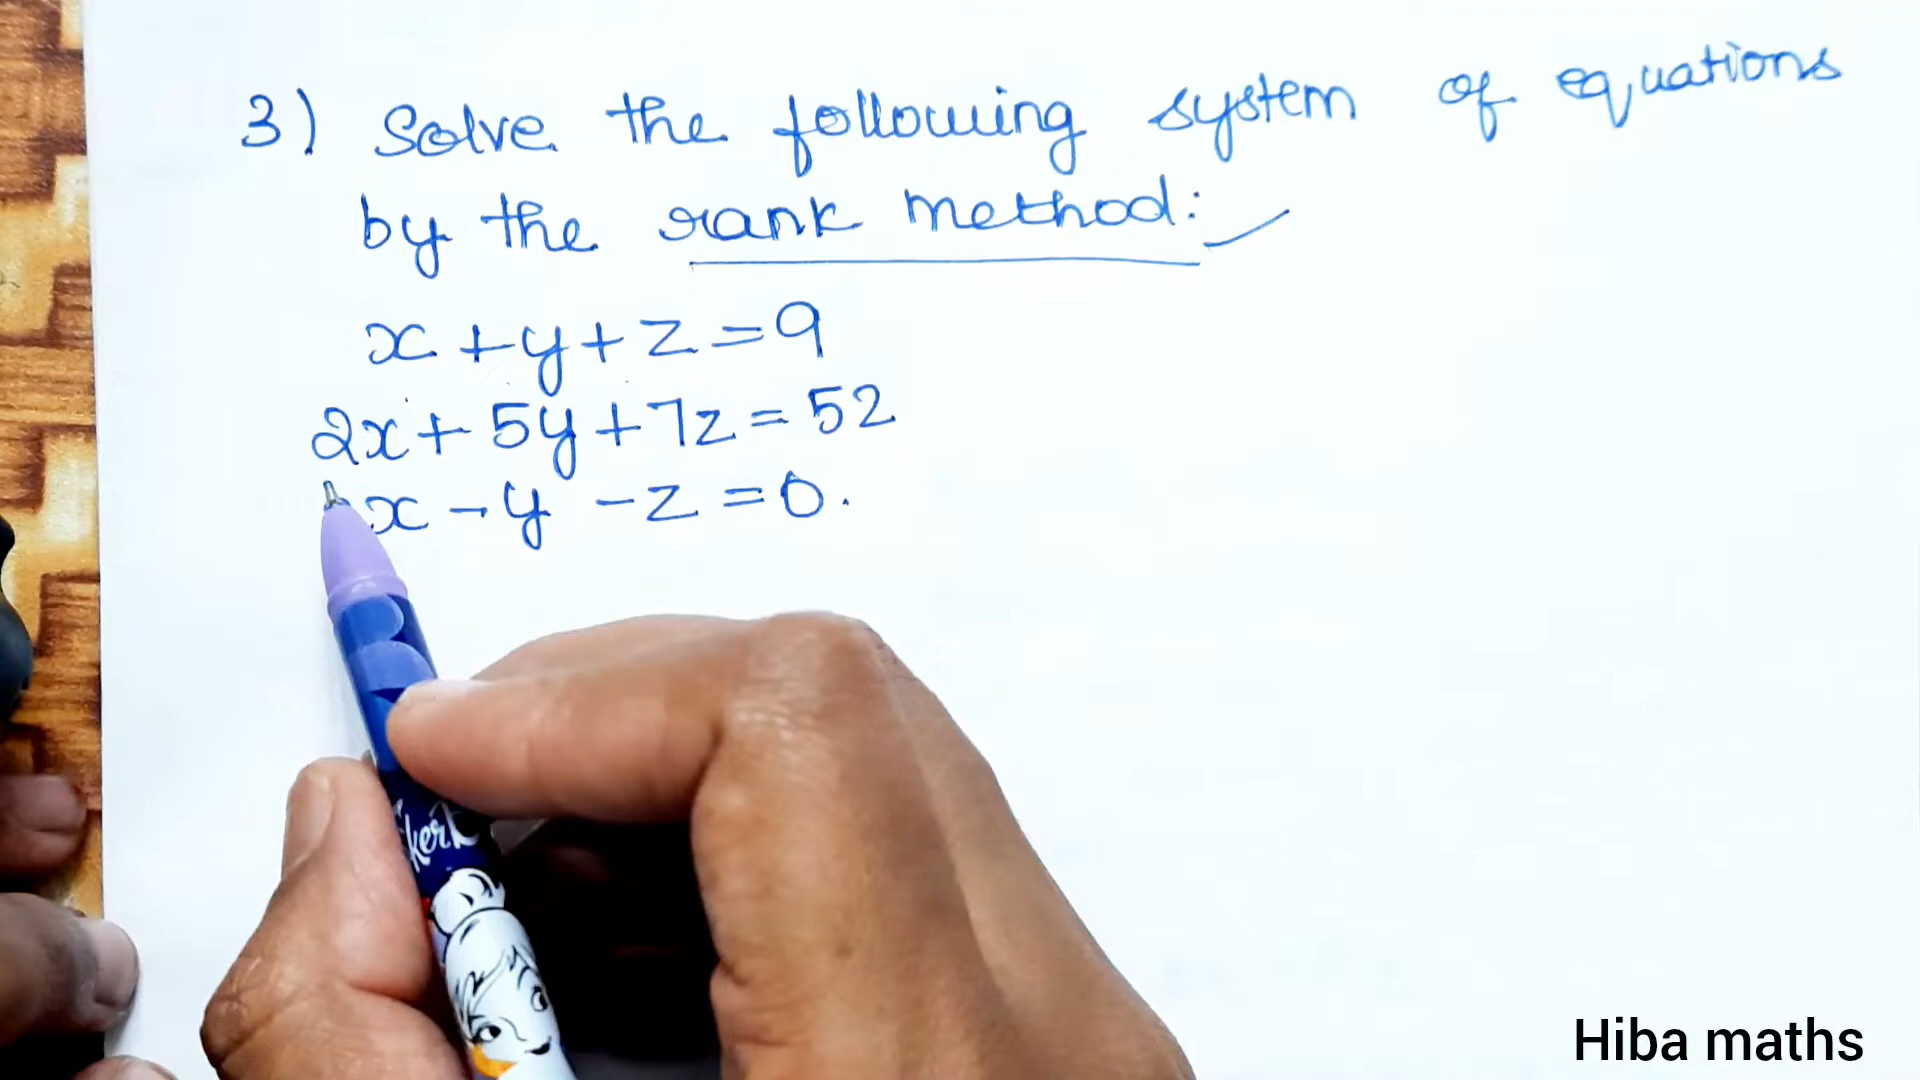 3) Solve the following system of equations
by the rank method:
x + y + z = 9
2x + 5y + 7z = 52
x - y - z = 0.
kert
Hiba maths